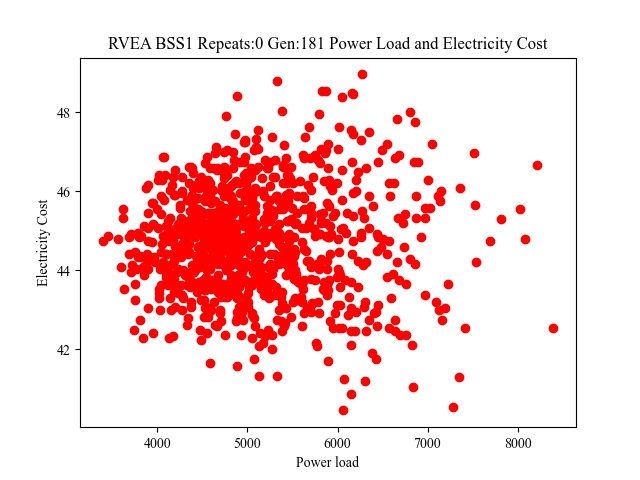 RVEA BSS1 Repeats:0 Gen:181 Power Load and Electricity Cost
48
46
44
42
Electricity Cost
4000 5000 6000 7000 8000
Power load